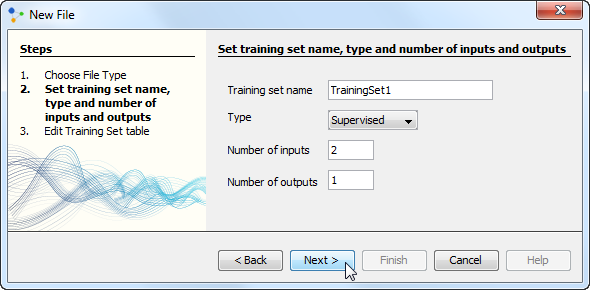 New File
Steps
1. Choose File Type
2. Set training set name,
type and number of
inputs and outputs
3. Edit Training Set table
Set training set name, type and number of inputs and outputs
Training set name TrainingSet1
Type Supervised
Number of inputs 2
Number of outputs 1
< Back Next > Finish Cancel Help